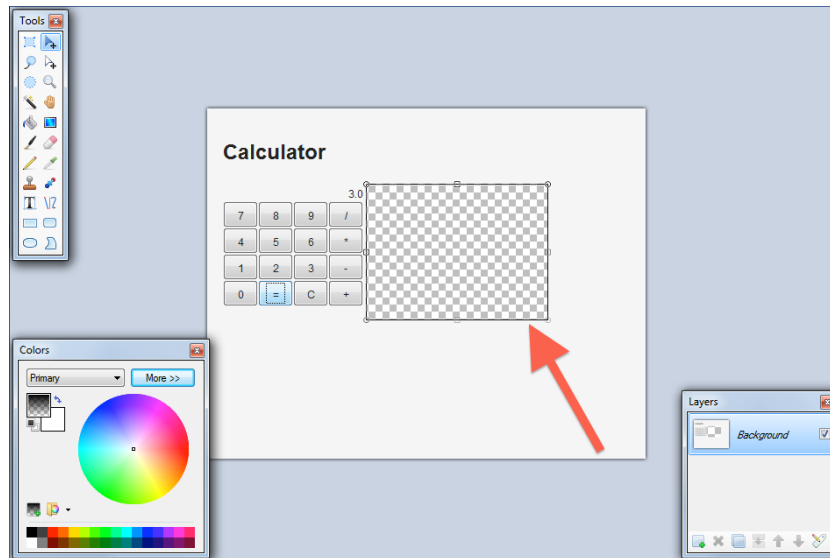 Tools
Calculator
3.0
7 8 9 /
4 5 6 *
1 2 3 -
0 = C +
Colors
Primary
More >>
Layers
Background